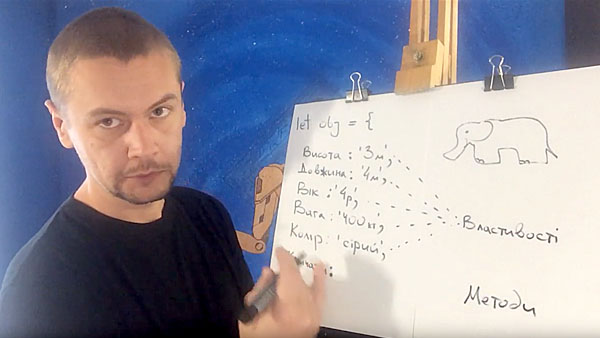 let obj = {
Висота: '3м',
Довжина: '4м',
Вік: '4р',
Вага: '400кг',
Колір: 'сірий',
Властивості
Методи